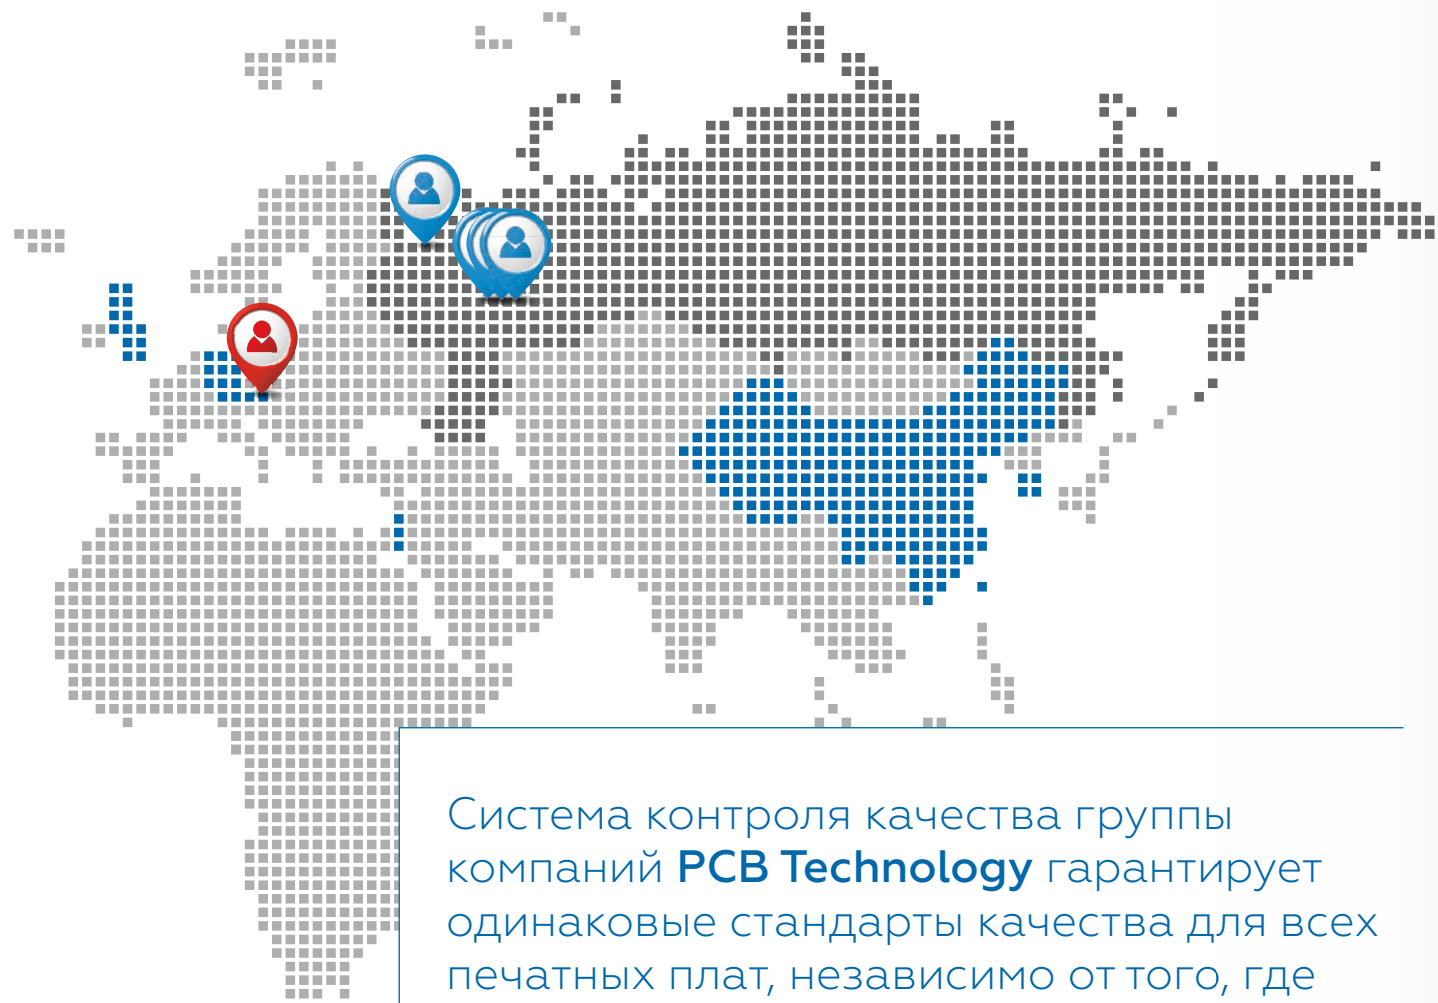 Система контроля качества группы
компаний PCB Technology гарантирует
одинаковые стандарты качества для всех
печатных плат, независимо от того, где